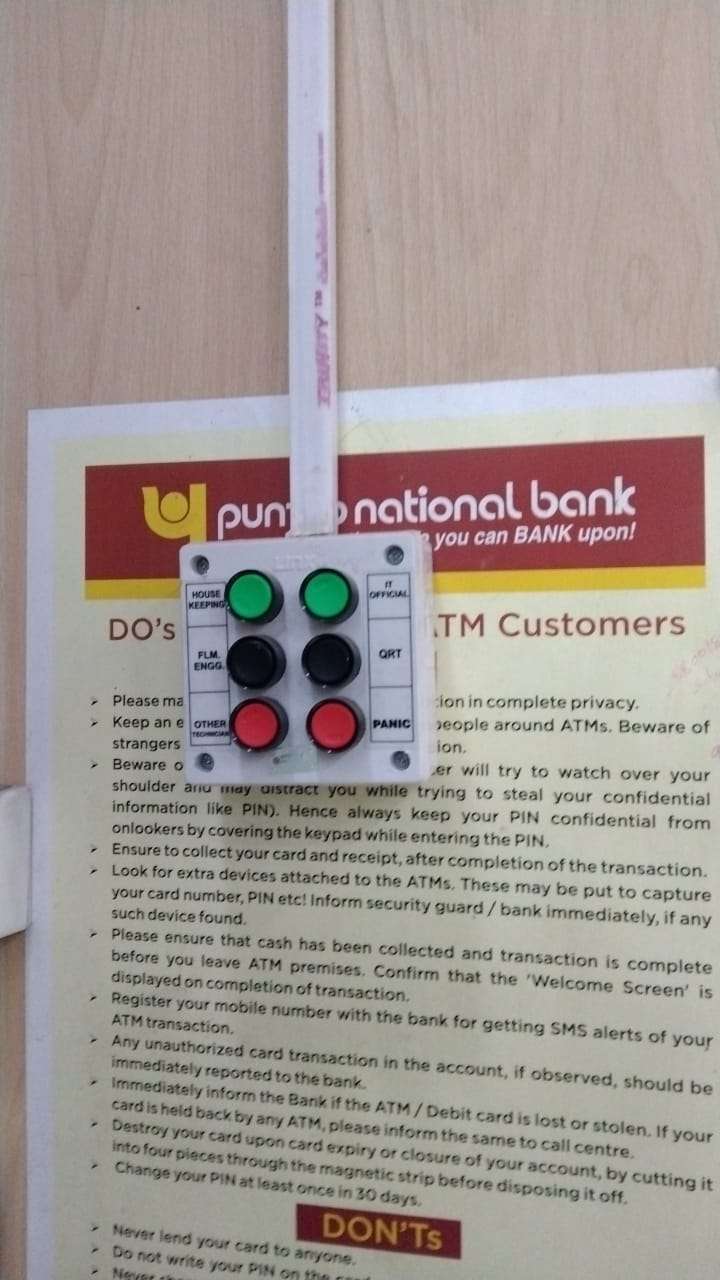 TRINITY™
punjab national bank
you can BANK upon!
HOUSE KEEPING
IT OFFICIAL
FLM. ENGG.
QRT
OTHER TECHNICIAN
PANIC
DO's
ATM Customers
➢ Please ma
ion in complete privacy.
➢ Keep an e
people around ATMs. Beware of
strangers
ion.
➢ Beware o
er will try to watch over your
shoulder and may distract you while trying to steal your confidential
information like PIN). Hence always keep your PIN confidential from
onlookers by covering the keypad while entering the PIN.
➢ Ensure to collect your card and receipt, after completion of the transaction.
➢ Look for extra devices attached to the ATMs. These may be put to capture
your card number, PIN etc! Inform security guard / bank immediately, if any
such device found.
➢ Please ensure that cash has been collected and transaction is complete
before you leave ATM premises. Confirm that the 'Welcome Screen' is
displayed on completion of transaction.
➢ Register your mobile number with the bank for getting SMS alerts of your
ATM transaction.
➢ Any unauthorized card transaction in the account, if observed, should be
immediately reported to the bank.
➢ Immediately inform the Bank if the ATM / Debit card is lost or stolen. If your
card is held back by any ATM, please inform the same to call centre.
➢ Destroy your card upon card expiry or closure of your account, by cutting it
into four pieces through the magnetic strip before disposing it off.
➢ Change your PIN at least once in 30 days.
DON'Ts
➢ Never lend your card to anyone.
➢ Do not write your PIN on the card
➢ Never